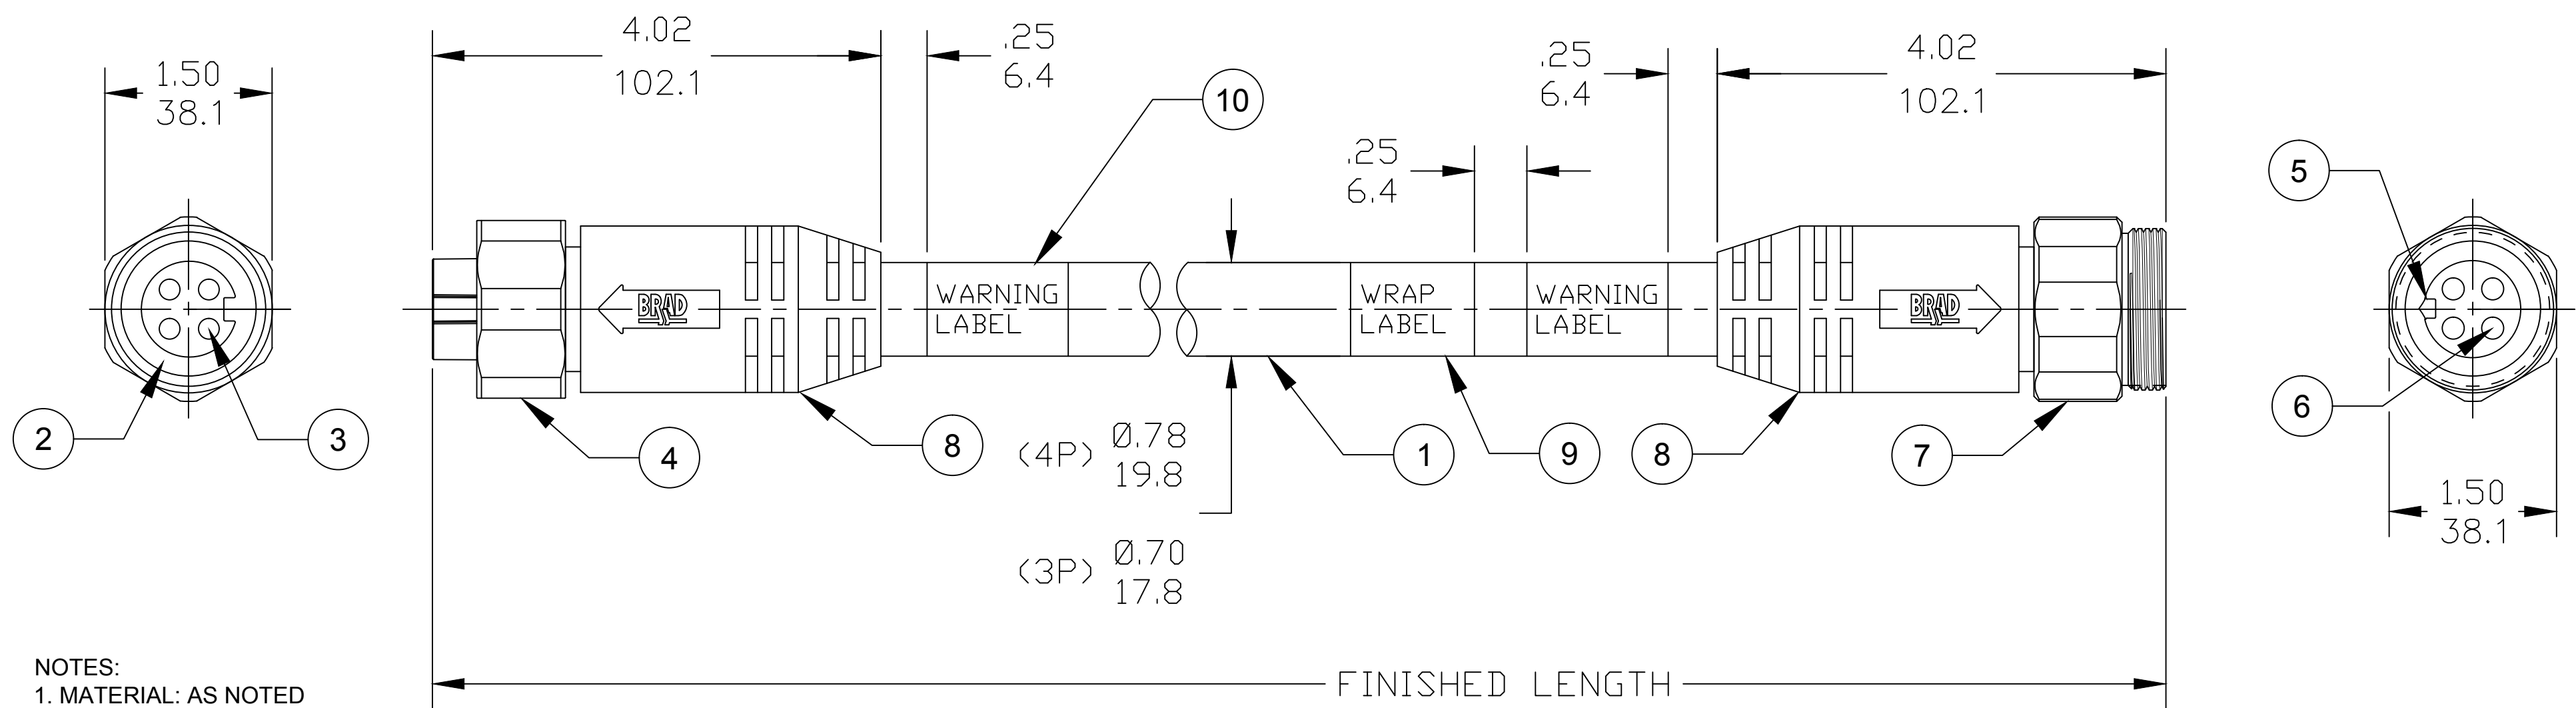 4.02
102.1
.25
6.4
.25
6.4
4.02
102.1
1.50
38.1
10
.25
6.4
5
WARNING
LABEL
BRAD
WRAP
LABEL
WARNING
LABEL
BRAD
2
3
4
8
(4P) Ø.78
19.8
1
9
8
7
6
1.50
38.1
(3P) Ø.70
17.8
NOTES:
1. MATERIAL: AS NOTED
FINISHED LENGTH